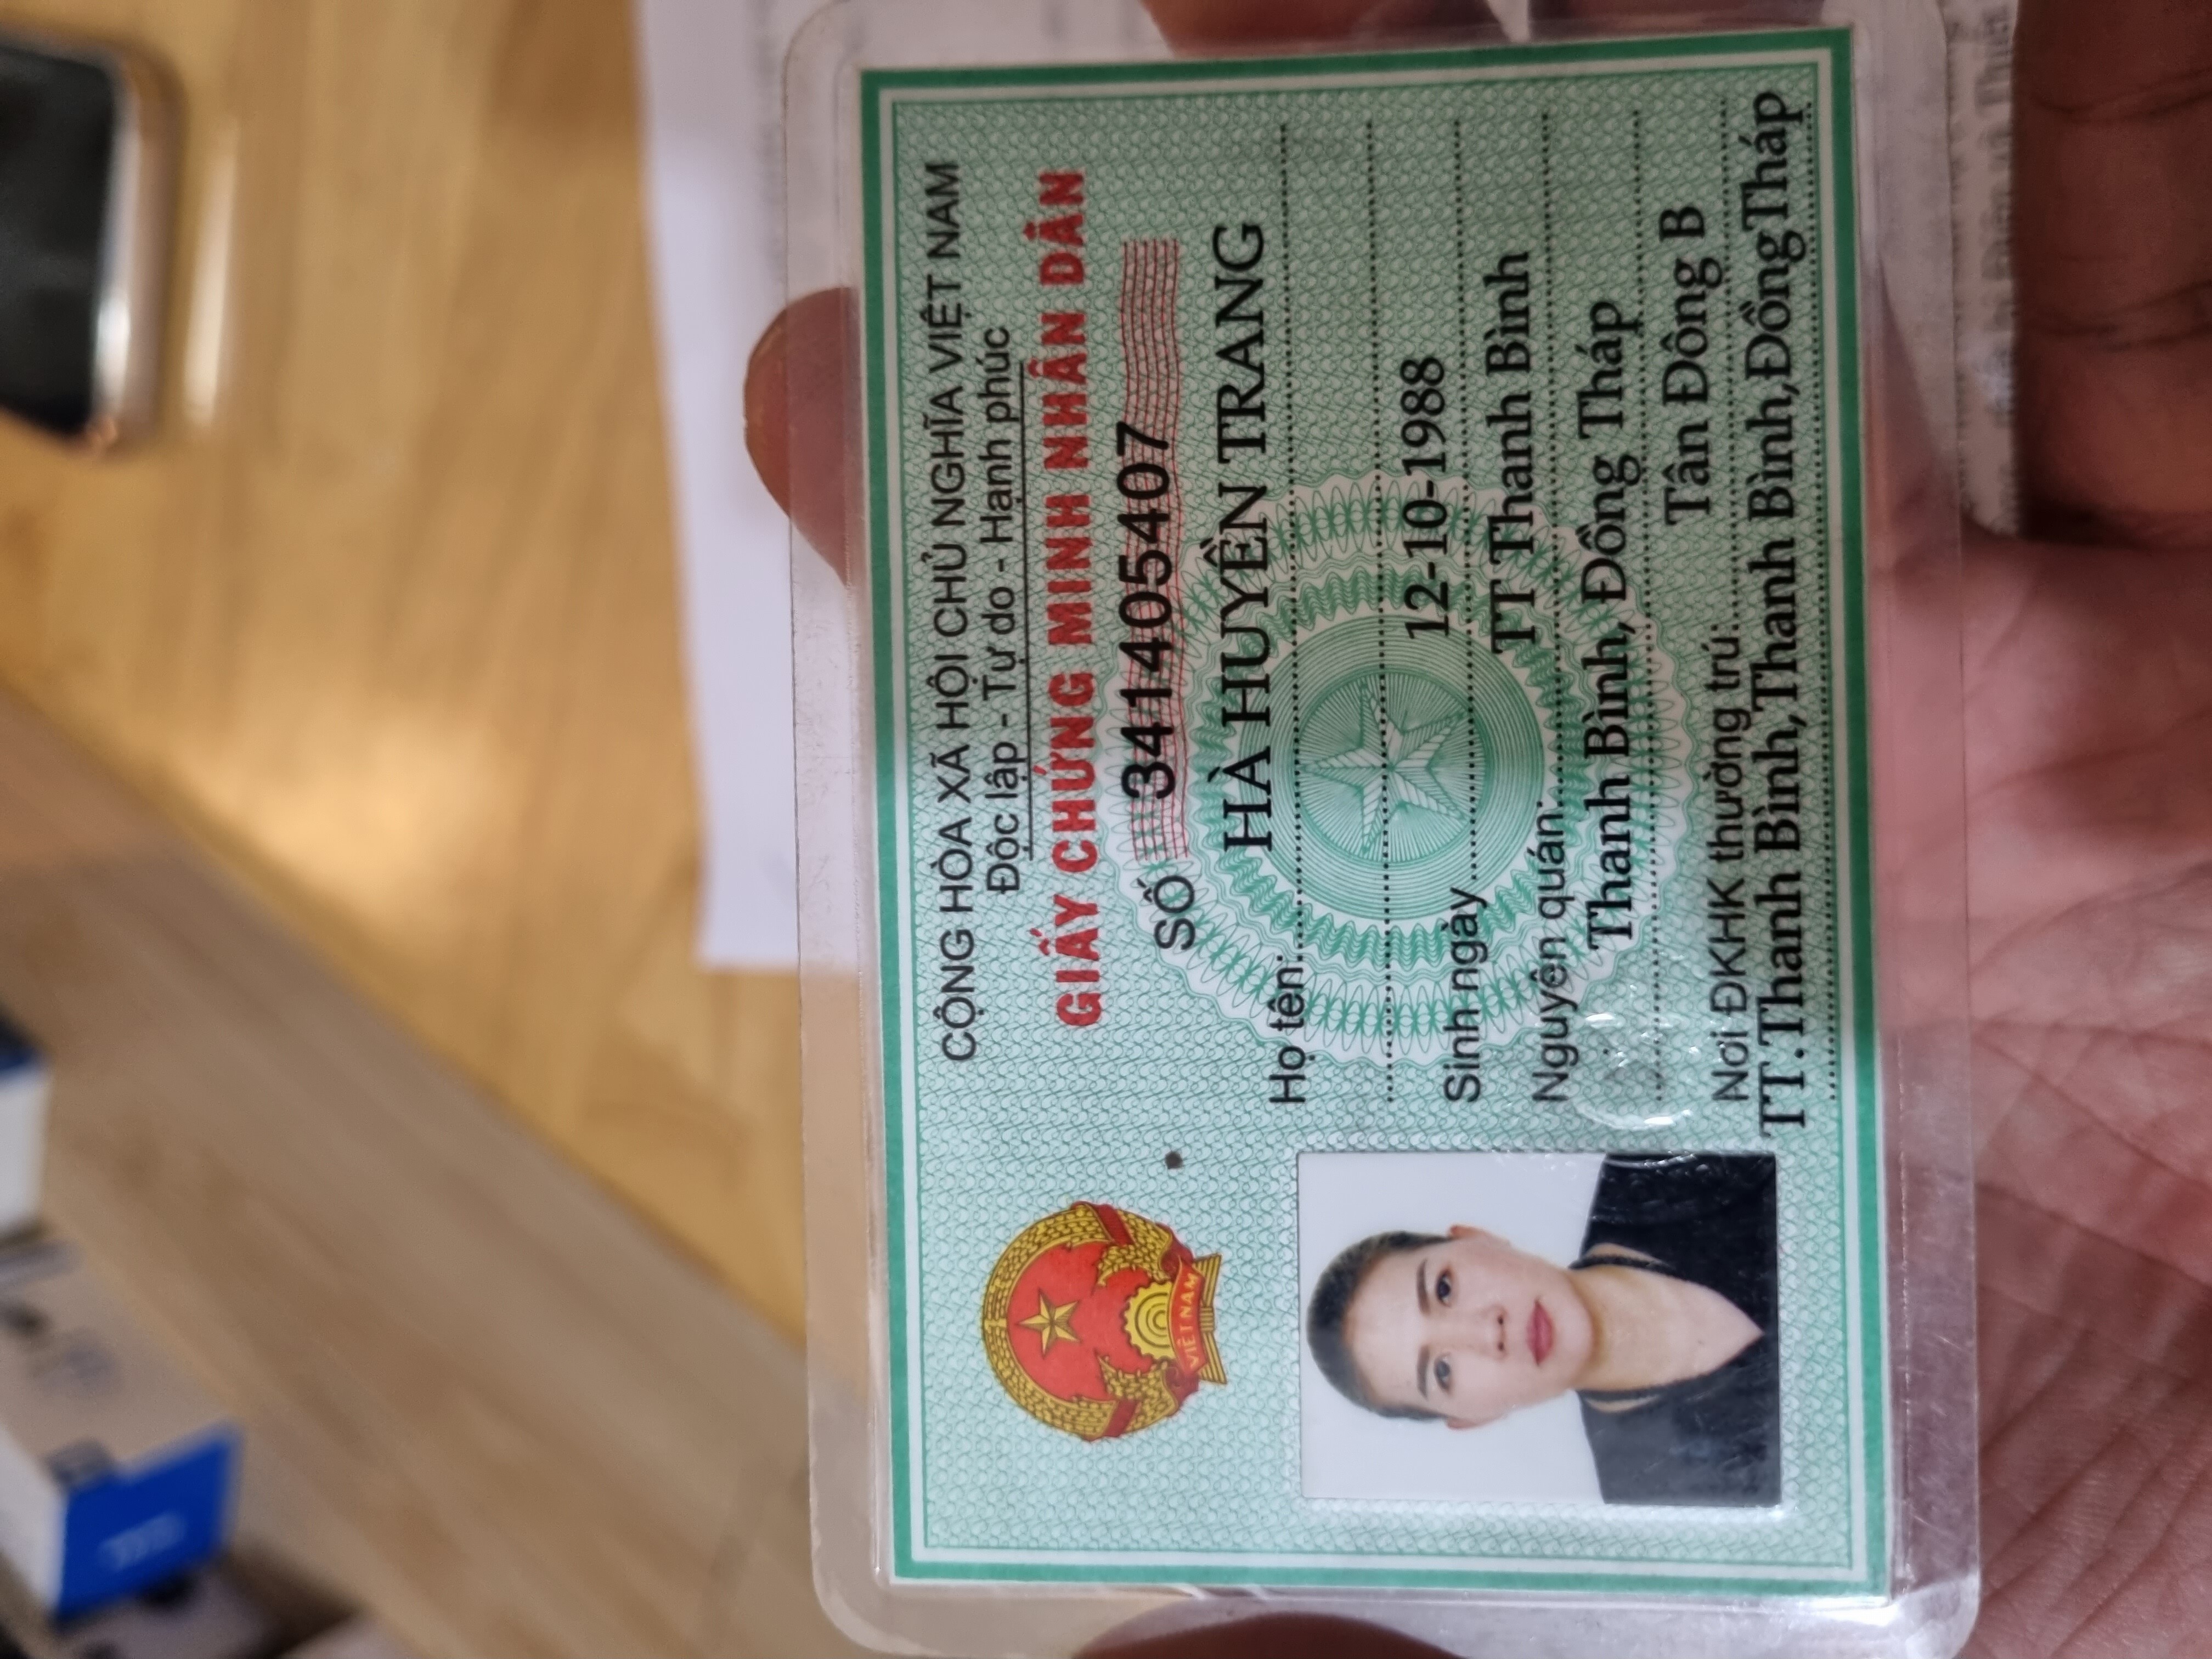 CỘNG HÒA XÃ HỘI CHỦ NGHĨA VIỆT NAM
Độc lập - Tự do - Hạnh phúc
GIẤY CHỨNG MINH NHÂN DÂN
SỐ 341405407
Họ tên: HÀ HUYỀN TRANG
Sinh ngày 12-10-1988
Nguyên quán: TT Thanh Bình
Thanh Bình, Đồng Tháp
Nơi ĐKHK thường trú: Tân Đông B
TT.Thanh Bình,Thanh Bình,Đồng Tháp
VIỆT NAM